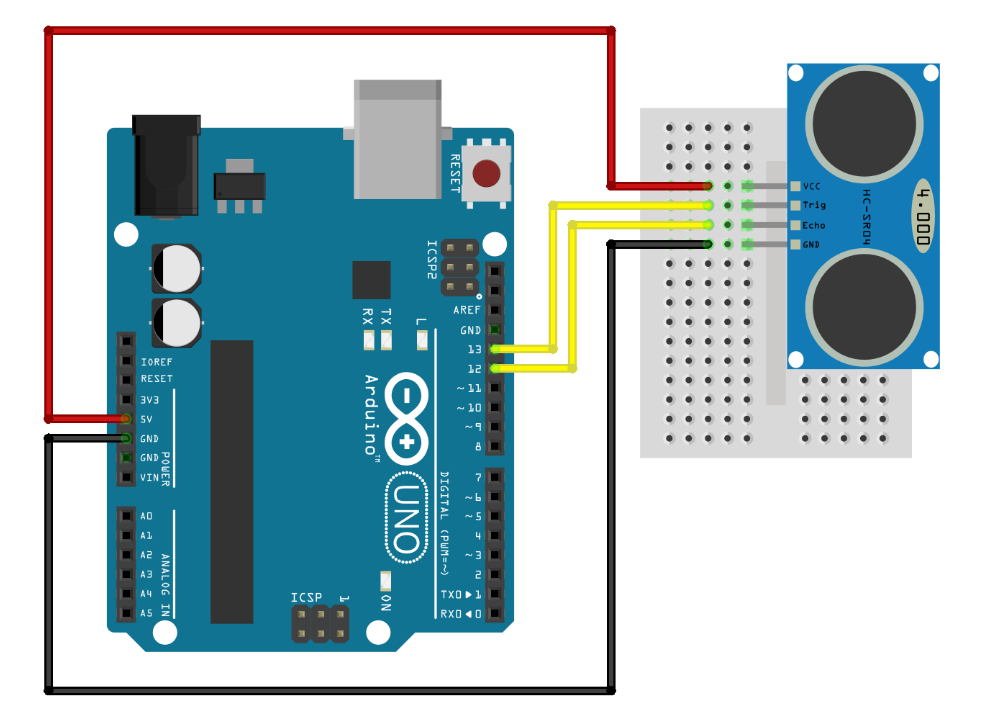 RESET
ICSP2
AREF
GND
13
12
~11
~10
~9
8
7
~6
~5
4
~3
2
TX0▶1
RX0◀0
DIGITAL (PWM=~)
RX
TX
L
Arduino™
UNO
ON
ICSP
1
IOREF
RESET
3V3
5V
GND
GND
VIN
POWER
A0
A1
A2
A3
A4
A5
ANALOG IN
VCC
Trig
Echo
GND
HC-SR04
4.000